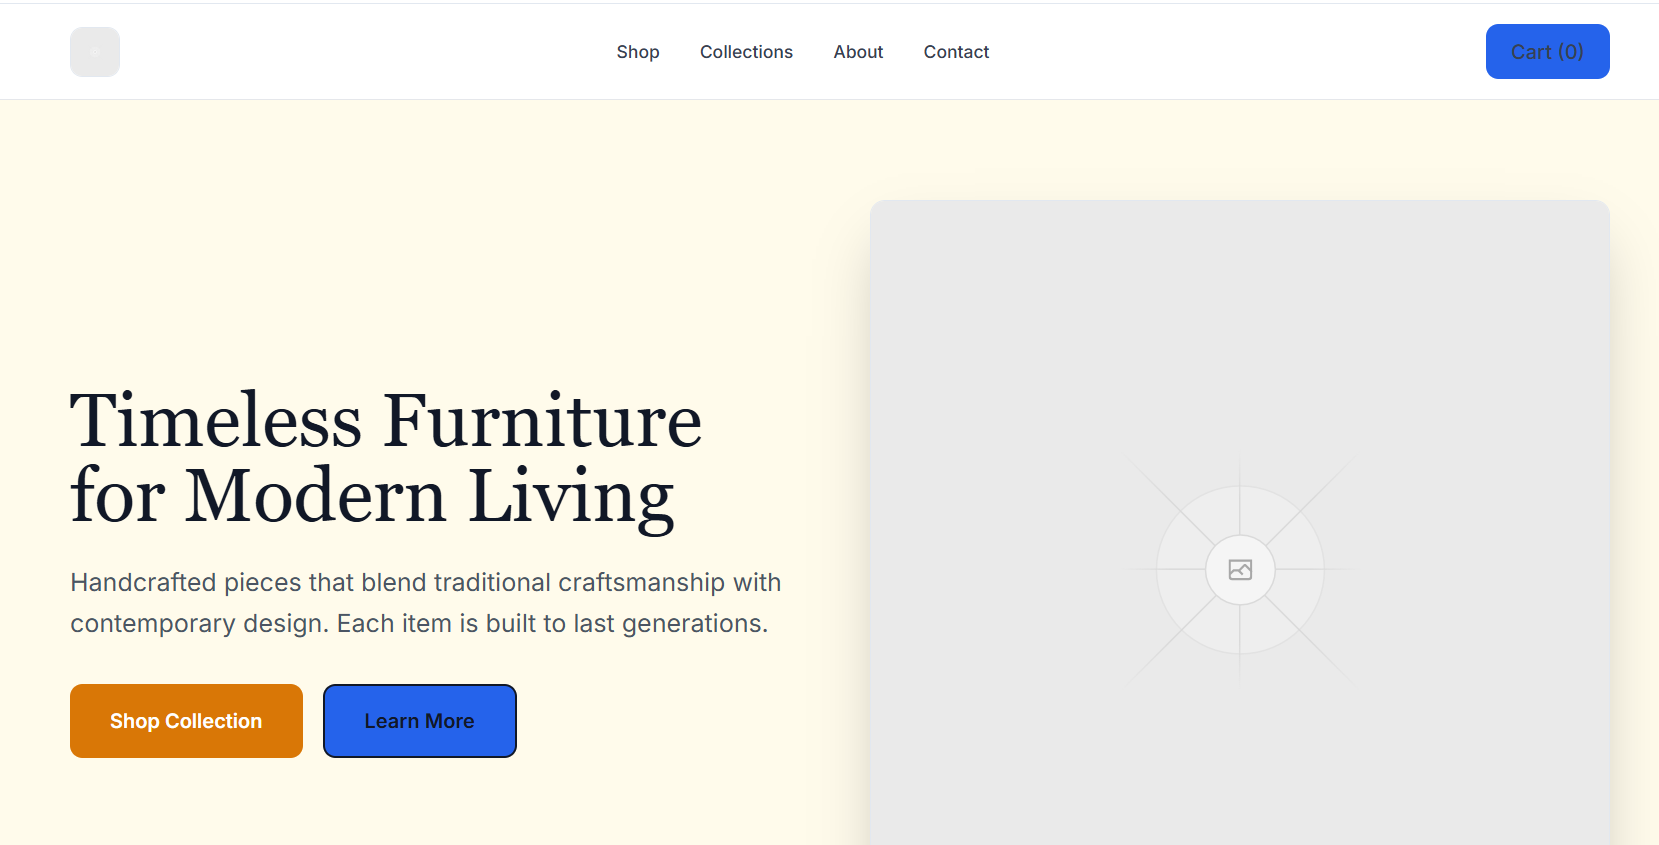 Shop
Collections
About
Contact
Cart (0)
Timeless Furniture
for Modern Living
Handcrafted pieces that blend traditional craftsmanship with
contemporary design. Each item is built to last generations.
Shop Collection
Learn More